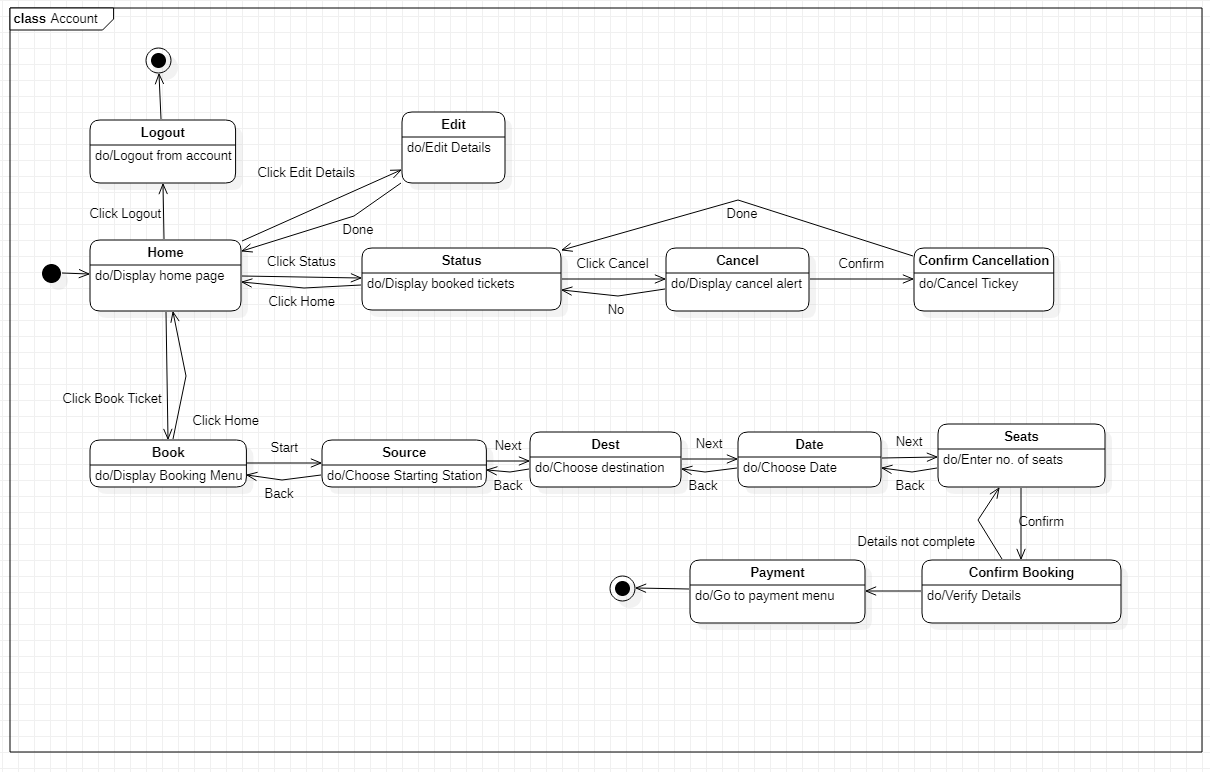 class Account
Logout
do/Logout from account
Edit
do/Edit Details
Click Edit Details
Click Logout
Done
Done
Home
do/Display home page
Click Status
Click Home
Status
do/Display booked tickets
Click Cancel
No
Cancel
do/Display cancel alert
Confirm
Confirm Cancellation
do/Cancel Tickey
Click Book Ticket
Click Home
Book
do/Display Booking Menu
Start
Back
Source
do/Choose Starting Station
Next
Back
Dest
do/Choose destination
Next
Back
Date
do/Choose Date
Next
Back
Seats
do/Enter no. of seats
Confirm
Details not complete
Payment
do/Go to payment menu
Confirm Booking
do/Verify Details